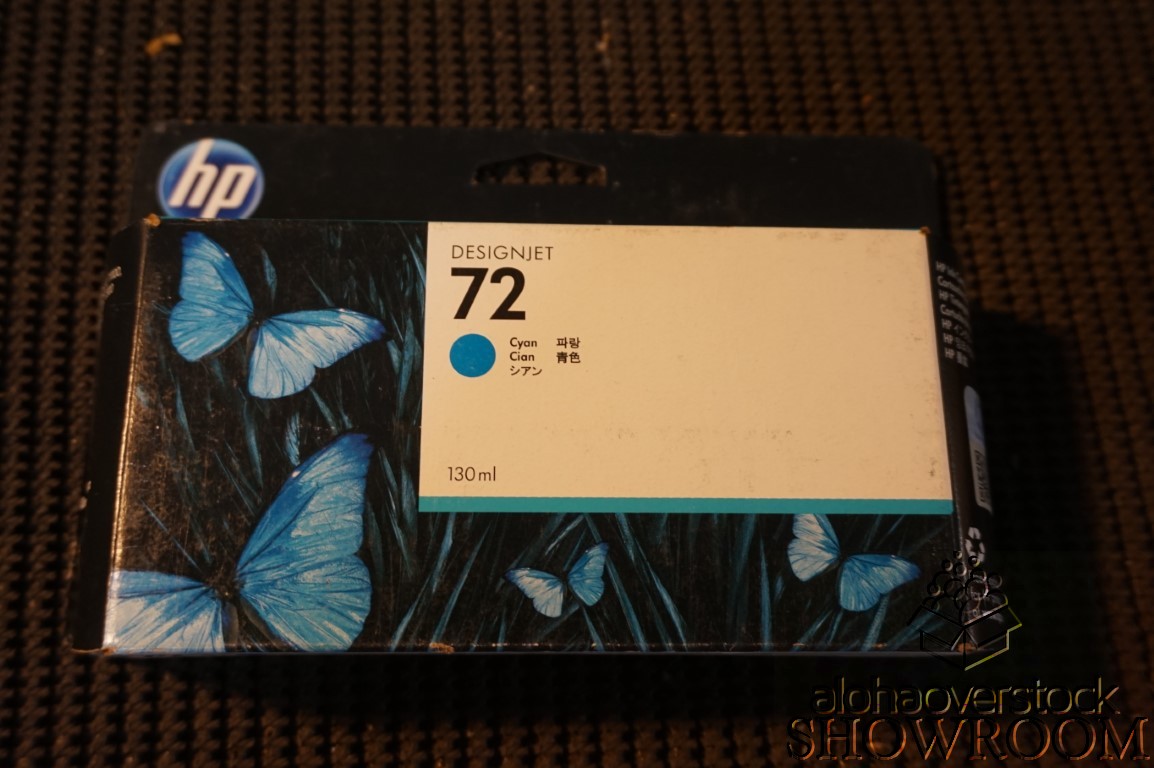 hp
DESIGNJET
72
Cyan 파랑
Cian 青色
シアン
130 ml
alohaoverstock
SHOWROOM